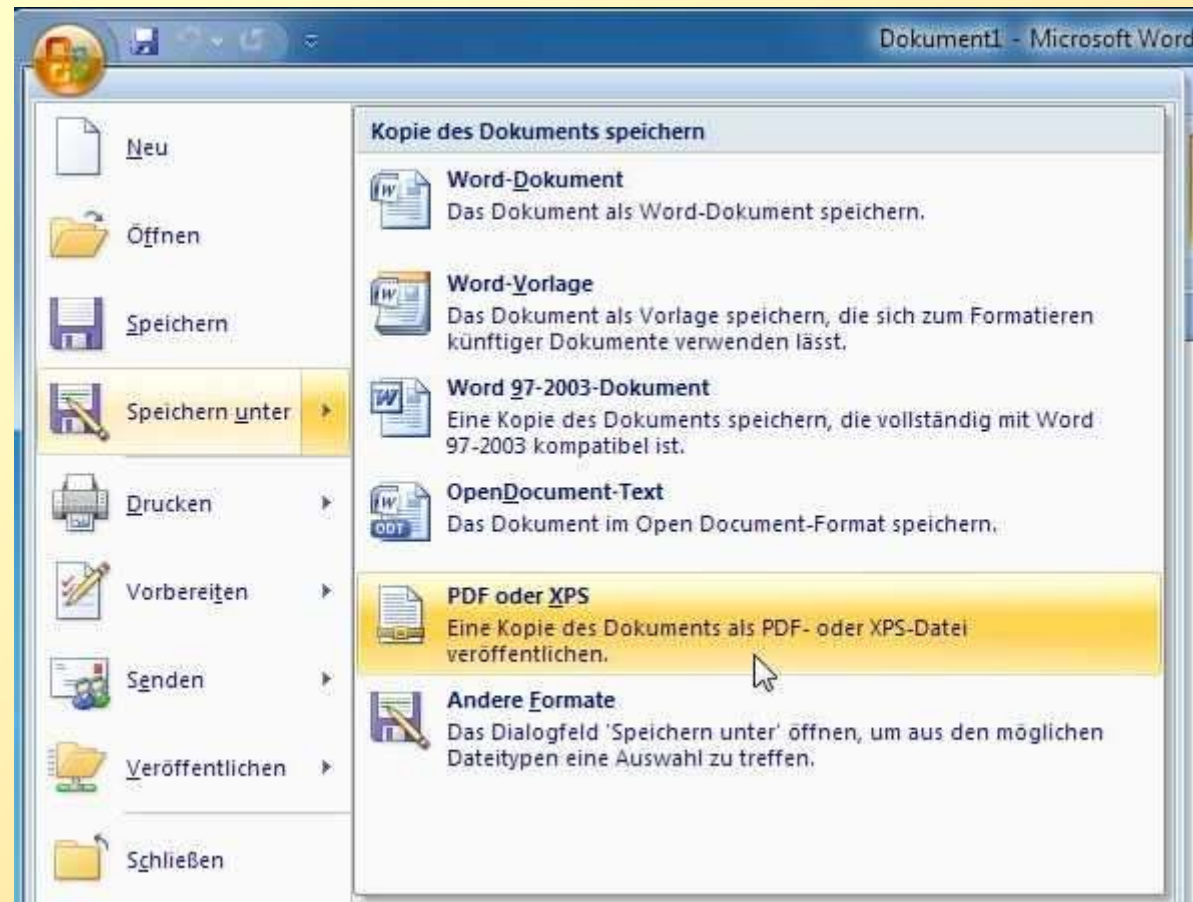 Dokument1 - Microsoft Word
Neu
Öffnen
Speichern
Speichern unter
Drucken
Vorbereiten
Senden
Veröffentlichen
Schließen
Kopie des Dokuments speichern
Word-Dokument
Das Dokument als Word-Dokument speichern.
Word-Vorlage
Das Dokument als Vorlage speichern, die sich zum Formatieren
künftiger Dokumente verwenden lässt.
Word 97-2003-Dokument
Eine Kopie des Dokuments speichern, die vollständig mit Word
97-2003 kompatibel ist.
OpenDocument-Text
Das Dokument im Open Document-Format speichern.
PDF oder XPS
Eine Kopie des Dokuments als PDF- oder XPS-Datei
veröffentlichen.
Andere Formate
Das Dialogfeld 'Speichern unter' öffnen, um aus den möglichen
Dateitypen eine Auswahl zu treffen.
W
W
W
W
ODT